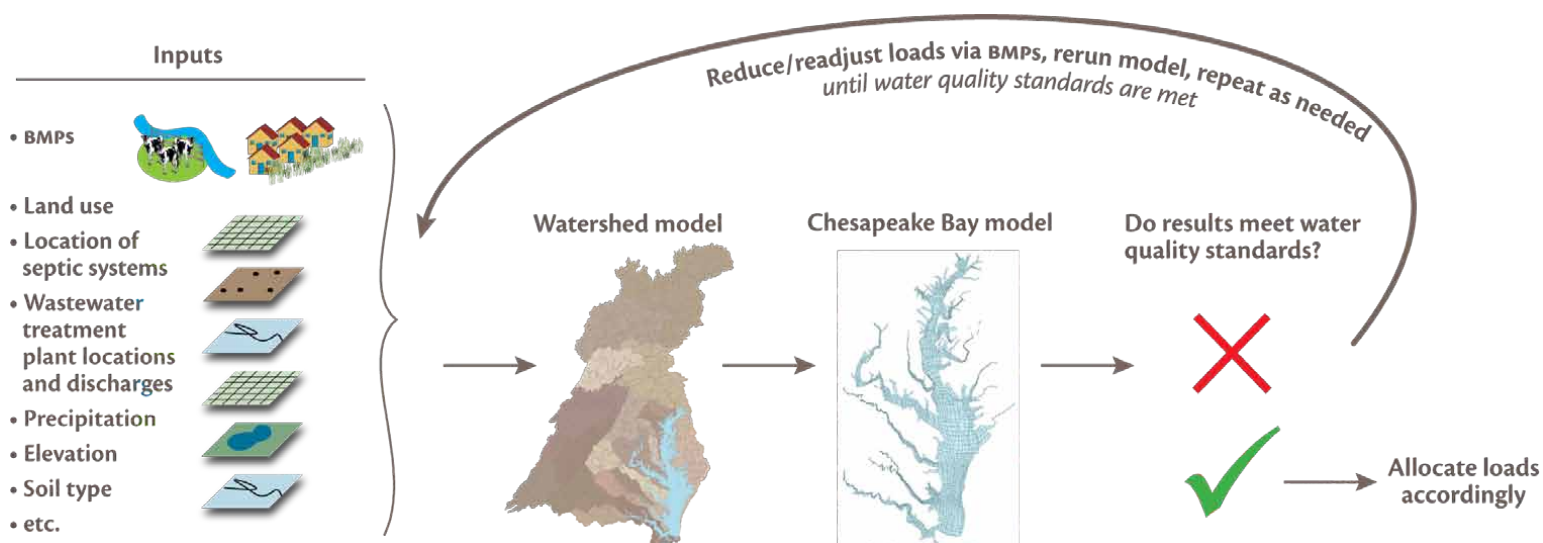 Inputs
• BMPs
• Land use
• Location of
septic systems
• Wastewater
treatment
plant locations
and discharges
• Precipitation
• Elevation
• Soil type
• etc.
Reduce/readjust loads via BMPs, rerun model, repeat as needed
until water quality standards are met
Watershed model
Chesapeake Bay model
Do results meet water
quality standards?
Allocate loads
accordingly